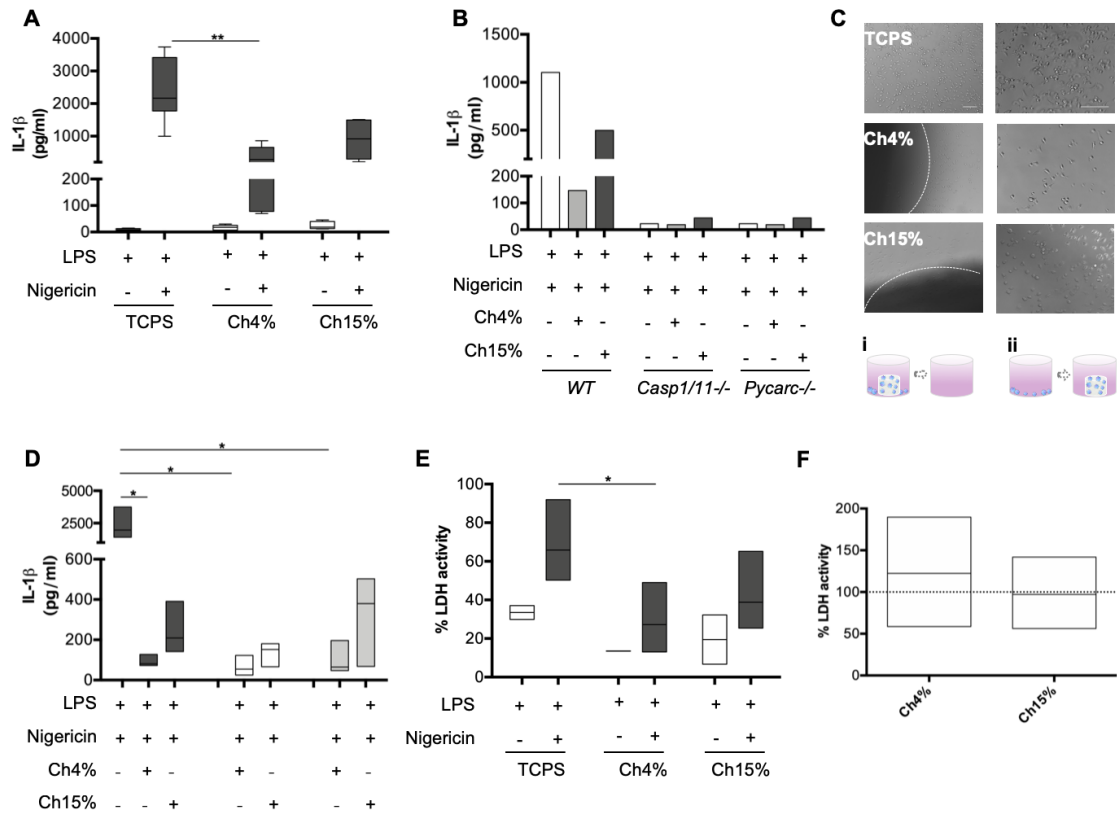 A
IL-1β
(pg/ml)
4000
3000
2000
1000
200
100
0
**
LPS + + + + + +
Nigericin - + - + - +
TCPS Ch4% Ch15%
B
IL-1β
(pg/ml)
1500
1000
500
200
100
0
LPS + + + + + + + + +
Nigericin + + + + + + + + +
Ch4% - + - - + - - + -
Ch15% - - + - - + - - +
WT Casp1/11-/- Pycarc-/-
C
TCPS
Ch4%
Ch15%
i ii
D
IL-1β
(pg/ml)
5000
2500
600
400
200
0
*
*
*
LPS + + + + + + +
Nigericin + + + + + + +
Ch4% - + - + - + -
Ch15% - - + - + - +
E
% LDH activity
100
80
60
40
20
0
*
LPS + + + + + +
Nigericin - + - + - +
TCPS Ch4% Ch15%
F
% LDH activity
200
150
100
50
0
Ch4% Ch15%